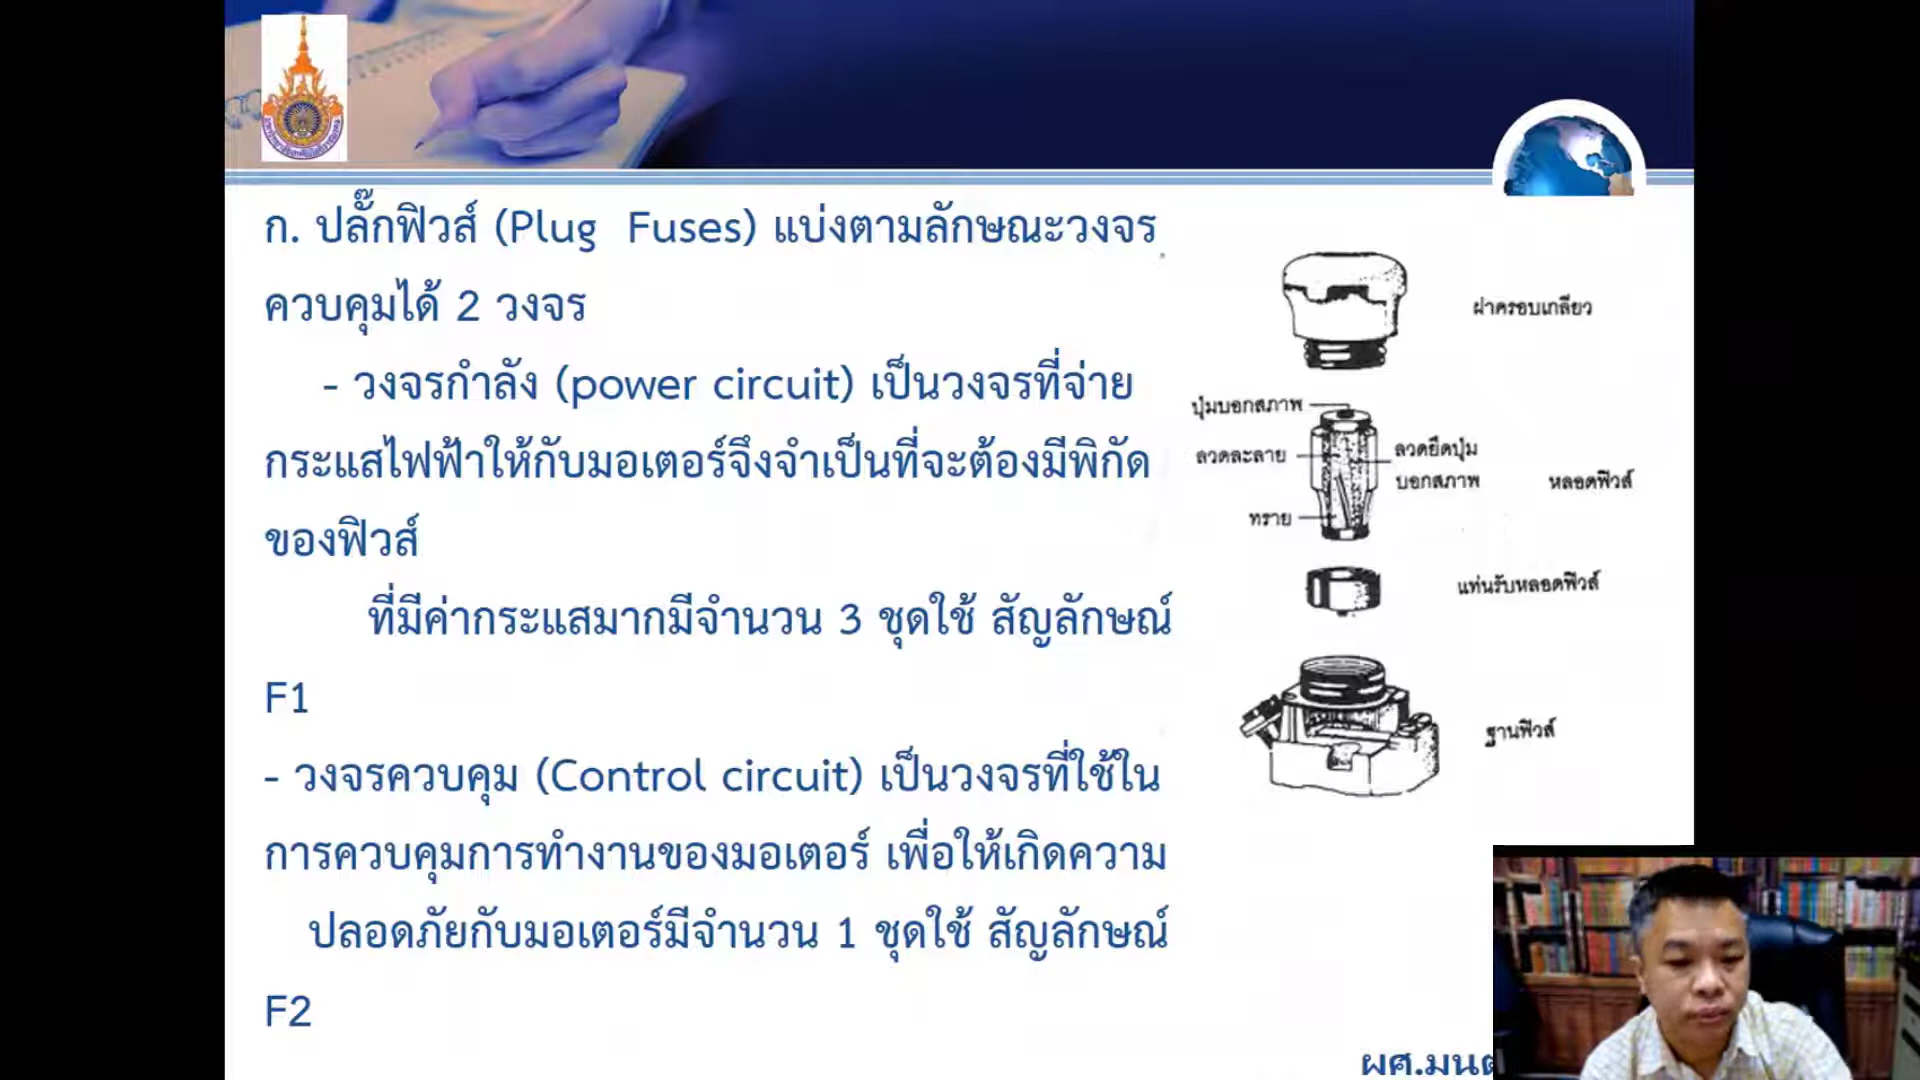 ก. ปลั๊กฟิวส์ (Plug Fuses) แบ่งตามลักษณะวงจร
ควบคุมได้ 2 วงจร
- วงจรกำลัง (power circuit) เป็นวงจรที่จ่าย
กระแสไฟฟ้าให้กับมอเตอร์จึงจำเป็นที่จะต้องมีพิกัด
ของฟิวส์
ที่มีค่ากระแสมากมีจำนวน 3 ชุดใช้ สัญลักษณ์
F1
- วงจรควบคุม (Control circuit) เป็นวงจรที่ใช้ใน
การควบคุมการทำงานของมอเตอร์ เพื่อให้เกิดความ
ปลอดภัยกับมอเตอร์มีจำนวน 1 ชุดใช้ สัญลักษณ์
F2
ฝาครอบเกลียว
ปุ่มบอกสภาพ
ลวดละลาย
ลวดยึดปุ่ม
บอกสภาพ
หลอดฟิวส์
ทราย
แท่นรับหลอดฟิวส์
ฐานฟิวส์
ผศ.มนต